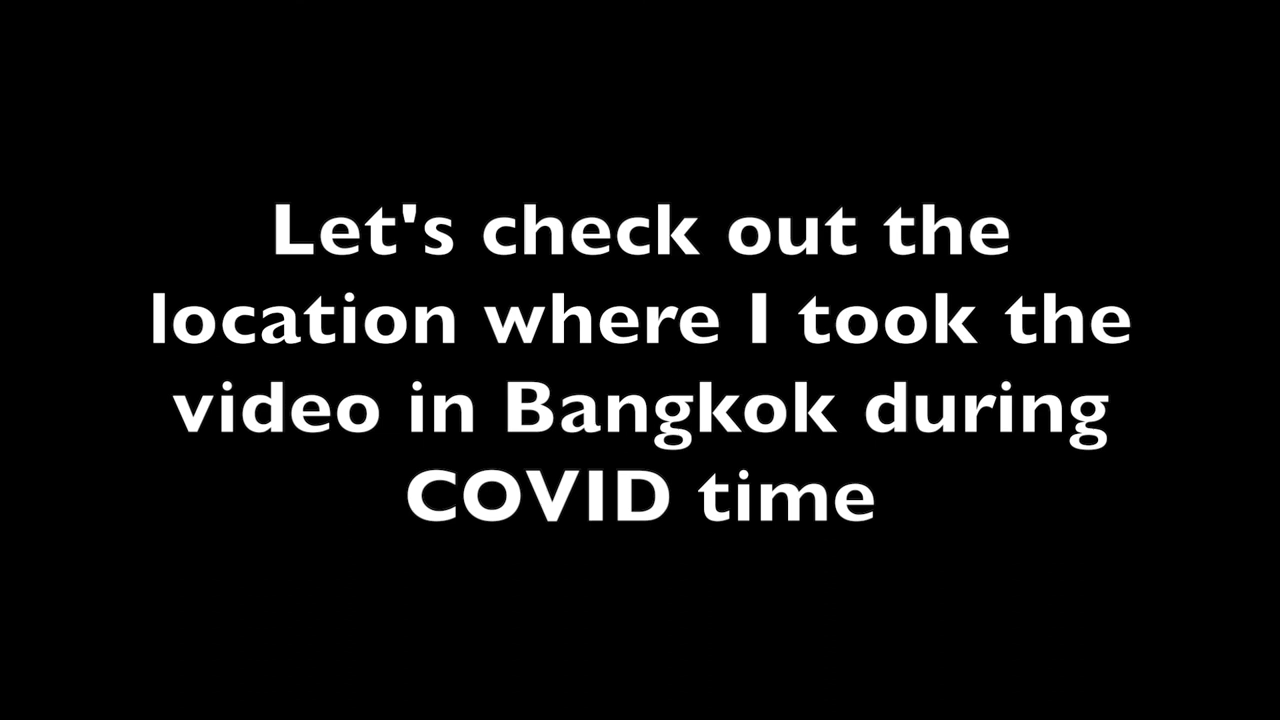 Let's check out the
location where I took the
video in Bangkok during
COVID time